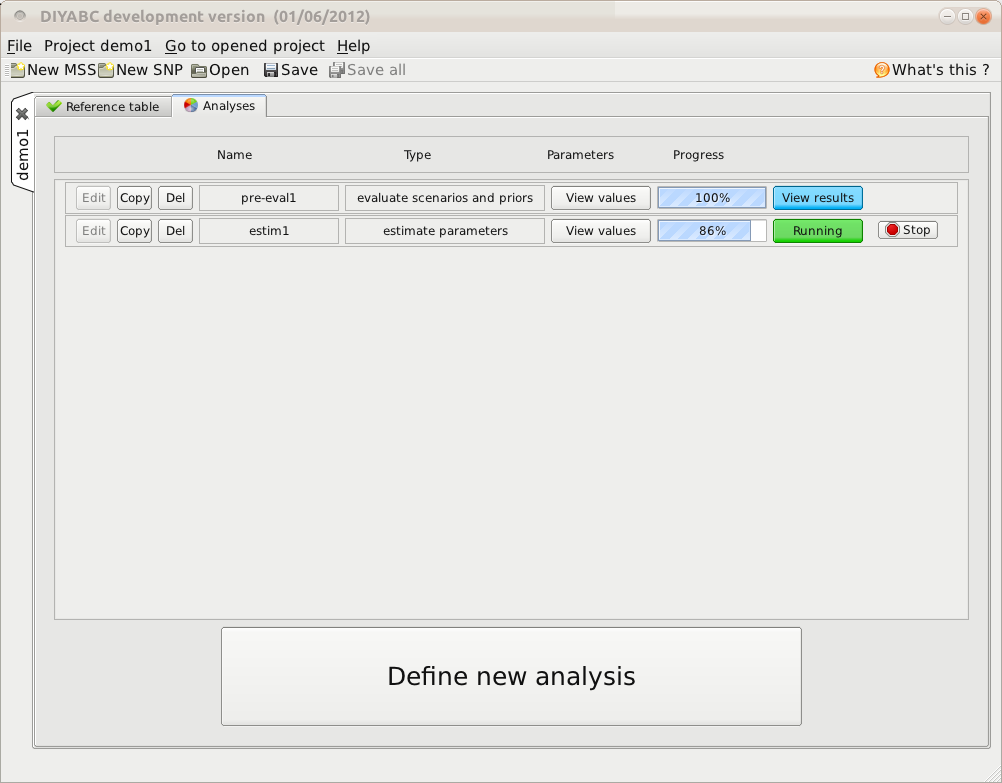 DIYABC development version (01/06/2012)
File Project demo1 Go to opened project Help
New MSS New SNP Open Save Save all What's this ?
demo1
Reference table Analyses
Name Type Parameters Progress
Edit Copy Del pre-eval1 evaluate scenarios and priors View values 100% View results
Edit Copy Del estim1 estimate parameters View values 86% Running Stop
Define new analysis